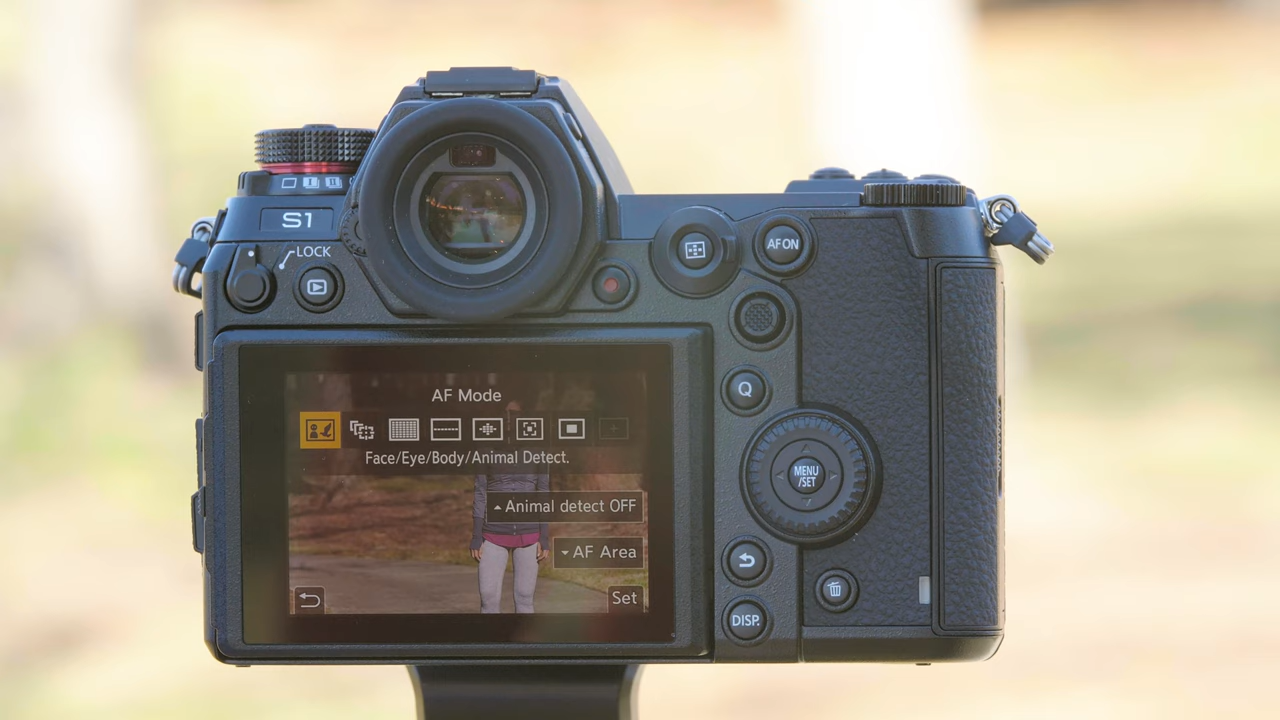 S1
LOCK
AF ON
Q
MENU
/SET
DISP.
AF Mode
Face/Eye/Body/Animal Detect.
Animal detect OFF
AF Area
Set